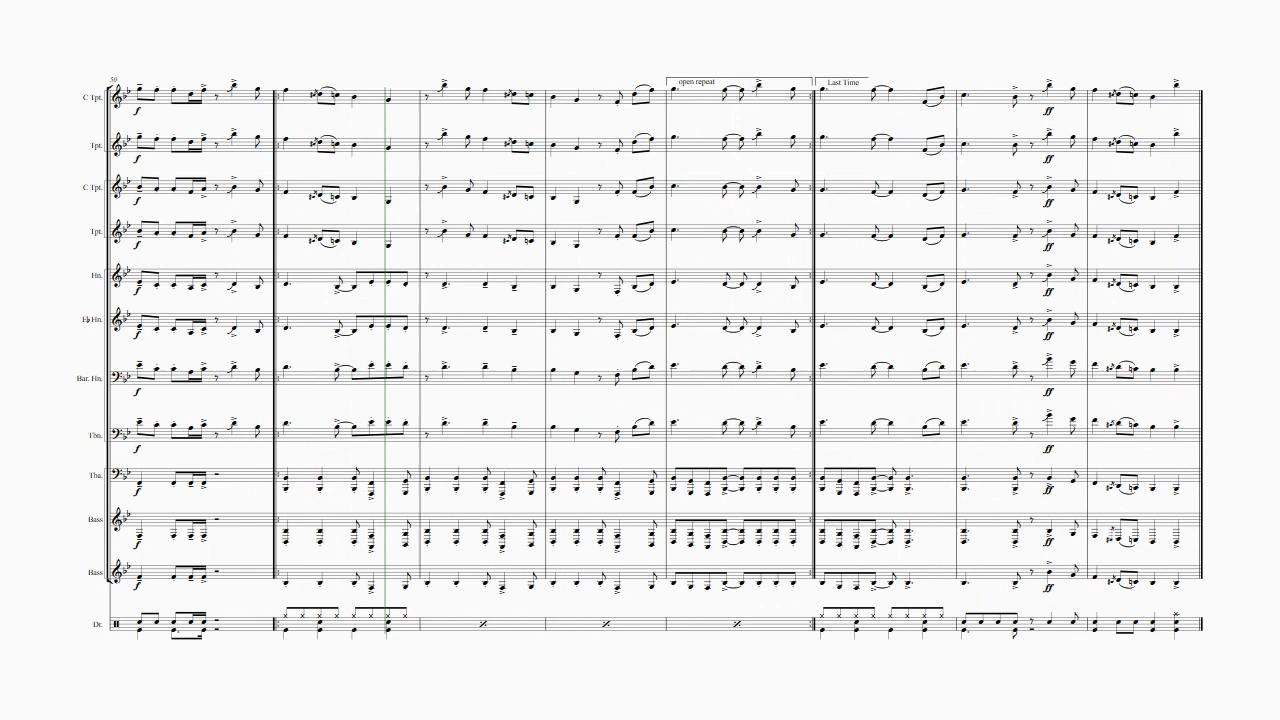 50
open repeat
Last Time
C Tpt.
f
ff
Tpt.
f
ff
C Tpt.
f
ff
Tpt.
f
ff
Hn.
f
ff
E♭ Hn.
f
ff
Bar. Hn.
f
ff
Tbn.
f
ff
Tba.
f
ff
Bass
f
ff
Bass
f
ff
Dr.